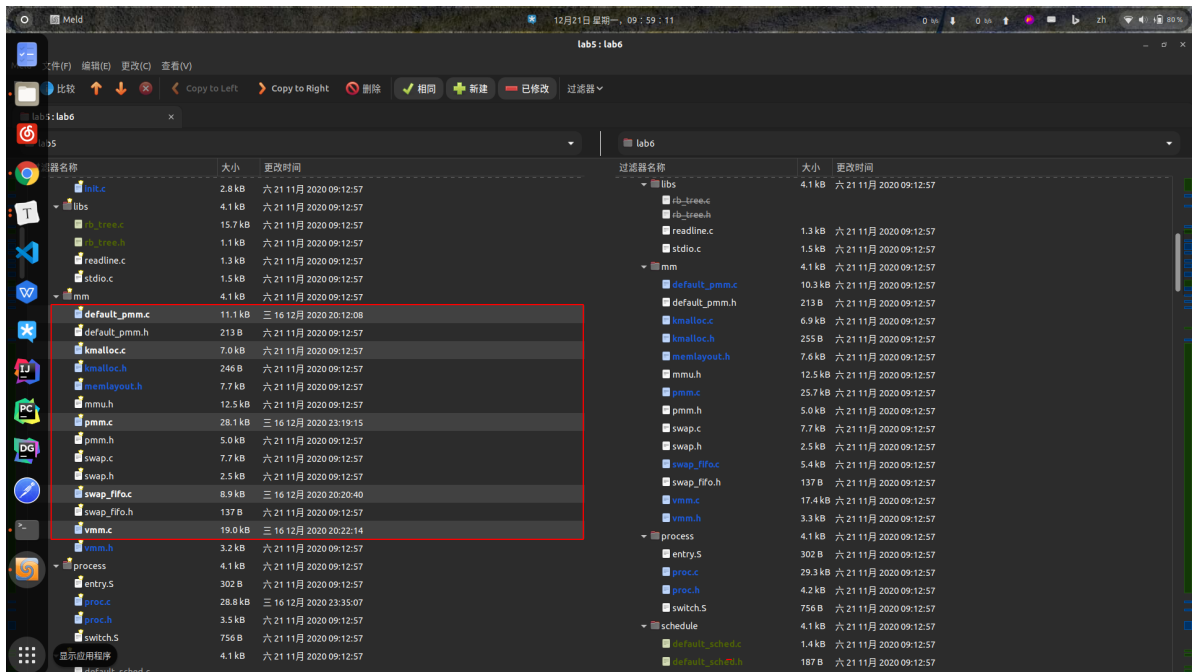 Meld
12月21日 星期一，09：59：11
0 k/s 0 k/s zh 80%
lab5 : lab6
文件(F) 编辑(E) 更改(C) 查看(V)
比较 Copy to Left Copy to Right 删除 相同 新建 已修改 过滤器
lab5 : lab6
lab5 lab6
过滤器名称 大小 更改时间 过滤器名称 大小 更改时间
init.c 2.8 kB 六 21 11月 2020 09:12:57
libs 4.1 kB 六 21 11月 2020 09:12:57
rb_tree.c 15.7 kB 六 21 11月 2020 09:12:57
rb_tree.h 1.1 kB 六 21 11月 2020 09:12:57
readline.c 1.3 kB 六 21 11月 2020 09:12:57
stdio.c 1.5 kB 六 21 11月 2020 09:12:57
mm 4.1 kB 六 21 11月 2020 09:12:57
default_pmm.c 11.1 kB 三 16 12月 2020 20:12:08
default_pmm.h 213 B 六 21 11月 2020 09:12:57
kmalloc.c 7.0 kB 六 21 11月 2020 09:12:57
kmalloc.h 246 B 六 21 11月 2020 09:12:57
memlayout.h 7.7 kB 六 21 11月 2020 09:12:57
mmu.h 12.5 kB 六 21 11月 2020 09:12:57
pmm.c 28.1 kB 三 16 12月 2020 23:19:15
pmm.h 5.0 kB 六 21 11月 2020 09:12:57
swap.c 7.7 kB 六 21 11月 2020 09:12:57
swap.h 2.5 kB 六 21 11月 2020 09:12:57
swap_fifo.c 8.9 kB 三 16 12月 2020 20:20:40
swap_fifo.h 137 B 六 21 11月 2020 09:12:57
vmm.c 19.0 kB 三 16 12月 2020 20:22:14
vmm.h 3.2 kB 六 21 11月 2020 09:12:57
process 4.1 kB 六 21 11月 2020 09:12:57
entry.S 302 B 六 21 11月 2020 09:12:57
proc.c 28.8 kB 三 16 12月 2020 23:35:07
proc.h 3.5 kB 六 21 11月 2020 09:12:57
switch.S 756 B 六 21 11月 2020 09:12:57
显示应用程序 4.1 kB 六 21 11月 2020 09:12:57
default_sched.c
libs 4.1 kB 六 21 11月 2020 09:12:57
rb_tree.c
rb_tree.h
readline.c 1.3 kB 六 21 11月 2020 09:12:57
stdio.c 1.5 kB 六 21 11月 2020 09:12:57
mm 4.1 kB 六 21 11月 2020 09:12:57
default_pmm.c 10.3 kB 六 21 11月 2020 09:12:57
default_pmm.h 213 B 六 21 11月 2020 09:12:57
kmalloc.c 6.9 kB 六 21 11月 2020 09:12:57
kmalloc.h 255 B 六 21 11月 2020 09:12:57
memlayout.h 7.6 kB 六 21 11月 2020 09:12:57
mmu.h 12.5 kB 六 21 11月 2020 09:12:57
pmm.c 25.7 kB 六 21 11月 2020 09:12:57
pmm.h 5.0 kB 六 21 11月 2020 09:12:57
swap.c 7.7 kB 六 21 11月 2020 09:12:57
swap.h 2.5 kB 六 21 11月 2020 09:12:57
swap_fifo.c 5.4 kB 六 21 11月 2020 09:12:57
swap_fifo.h 137 B 六 21 11月 2020 09:12:57
vmm.c 17.4 kB 六 21 11月 2020 09:12:57
vmm.h 3.3 kB 六 21 11月 2020 09:12:57
process 4.1 kB 六 21 11月 2020 09:12:57
entry.S 302 B 六 21 11月 2020 09:12:57
proc.c 29.3 kB 六 21 11月 2020 09:12:57
proc.h 4.2 kB 六 21 11月 2020 09:12:57
switch.S 756 B 六 21 11月 2020 09:12:57
schedule 4.1 kB 六 21 11月 2020 09:12:57
default_sched.c 1.4 kB 六 21 11月 2020 09:12:57
default_sched.h 187 B 六 21 11月 2020 09:12:57